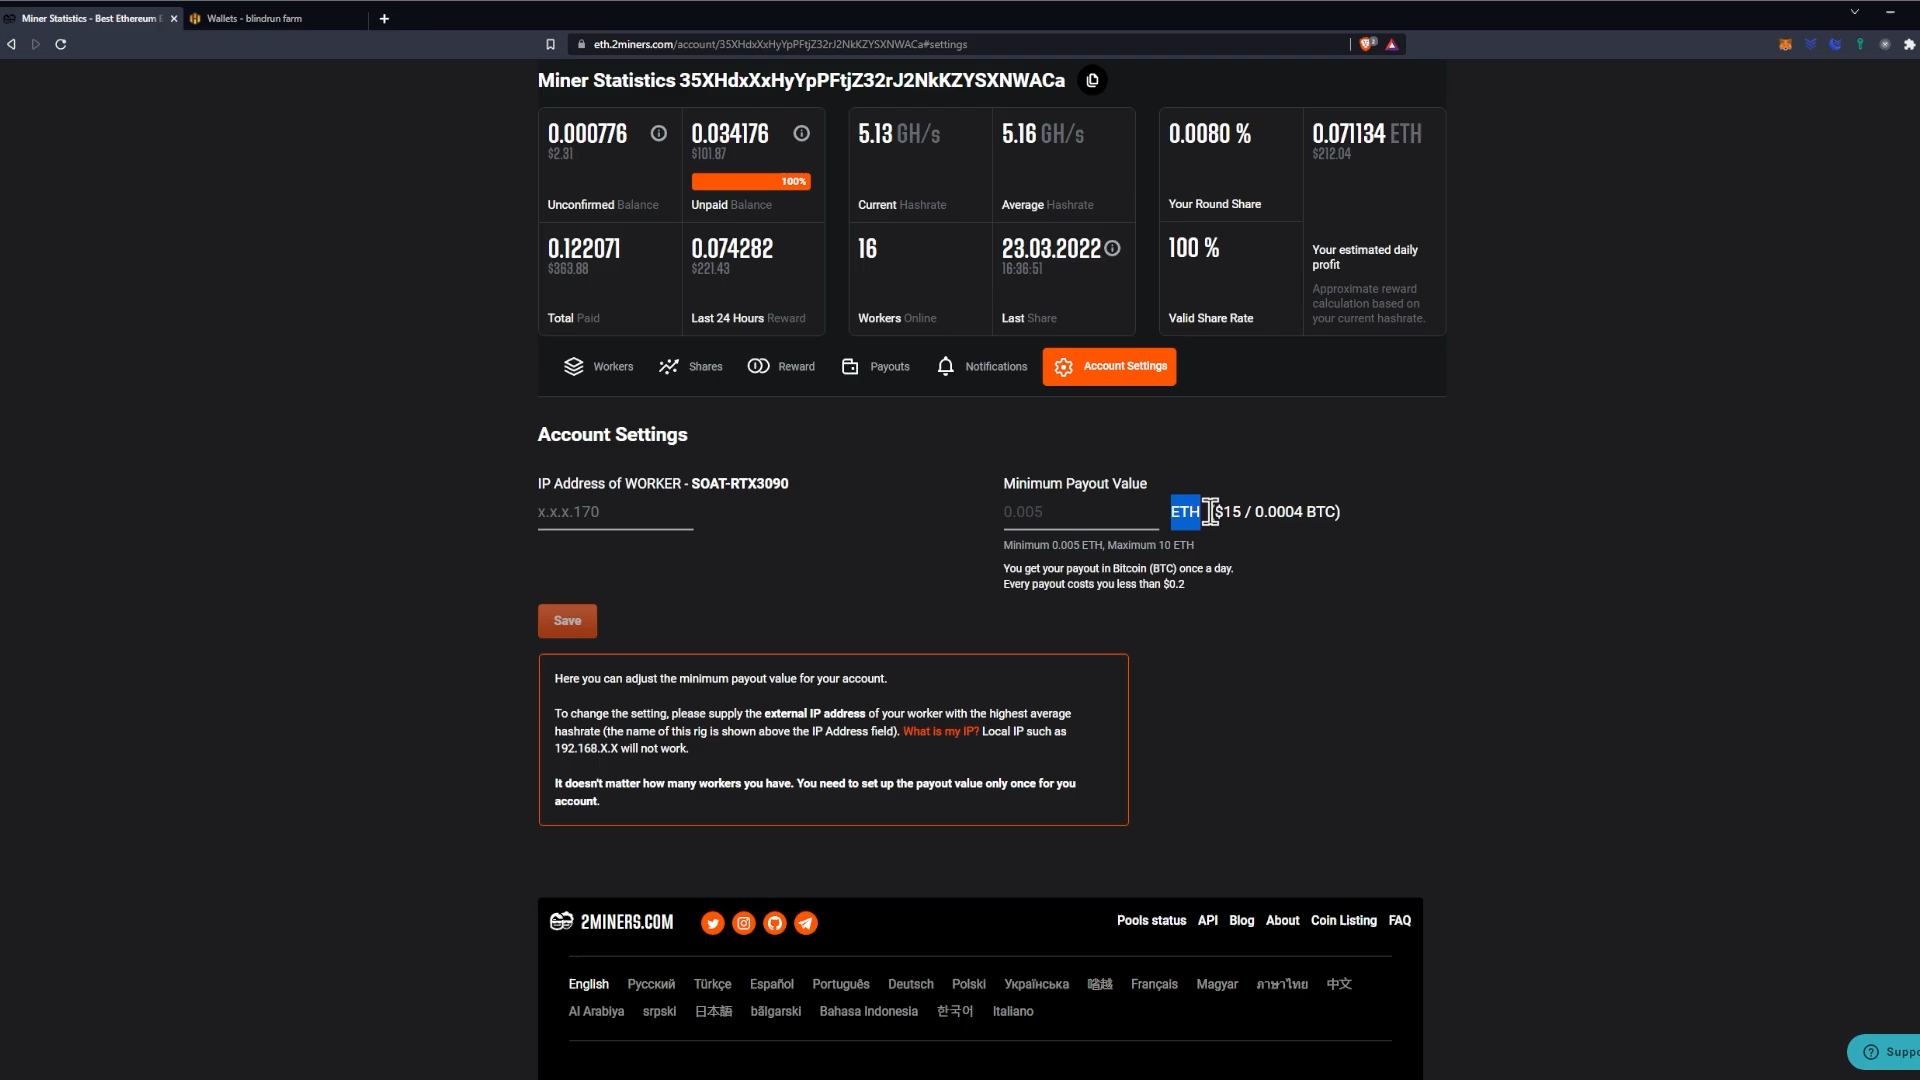 Miner Statistics - Best Ethereum E
Wallets - blindrun farm
eth.2miners.com/account/35XHdxXxHyYpPFtjZ32rJ2NkKZYSXNWACa#settings
Miner Statistics 35XHdxXxHyYpPFtjZ32rJ2NkKZYSXNWACa
0.000776
$2.31
Unconfirmed Balance
0.034176
$101.87
100%
Unpaid Balance
5.13 GH/s
Current Hashrate
5.16 GH/s
Average Hashrate
0.0080 %
Your Round Share
0.071134 ETH
$212.04
0.122071
$363.88
Total Paid
0.074282
$221.43
Last 24 Hours Reward
16
Workers Online
23.03.2022
16:36:51
Last Share
100 %
Valid Share Rate
Your estimated daily
profit
Approximate reward
calculation based on
your current hashrate.
Workers
Shares
Reward
Payouts
Notifications
Account Settings
Account Settings
IP Address of WORKER - SOAT-RTX3090
x.x.x.170
Minimum Payout Value
0.005
ETH ($15 / 0.0004 BTC)
Minimum 0.005 ETH, Maximum 10 ETH
You get your payout in Bitcoin (BTC) once a day.
Every payout costs you less than $0.2
Save
Here you can adjust the minimum payout value for your account.
To change the setting, please supply the external IP address of your worker with the highest average
hashrate (the name of this rig is shown above the IP Address field). What is my IP? Local IP such as
192.168.X.X will not work.
It doesn't matter how many workers you have. You need to set up the payout value only once for you
account.
2MINERS.COM
Pools status API Blog About Coin Listing FAQ
English Русский Türkçe Español Português Deutsch Polski Українська 㗂越 Français Magyar ภาษาไทย 中文
Al Arabiya srpski 日本語 bãlgarski Bahasa Indonesia 한국어 Italiano
Suppo